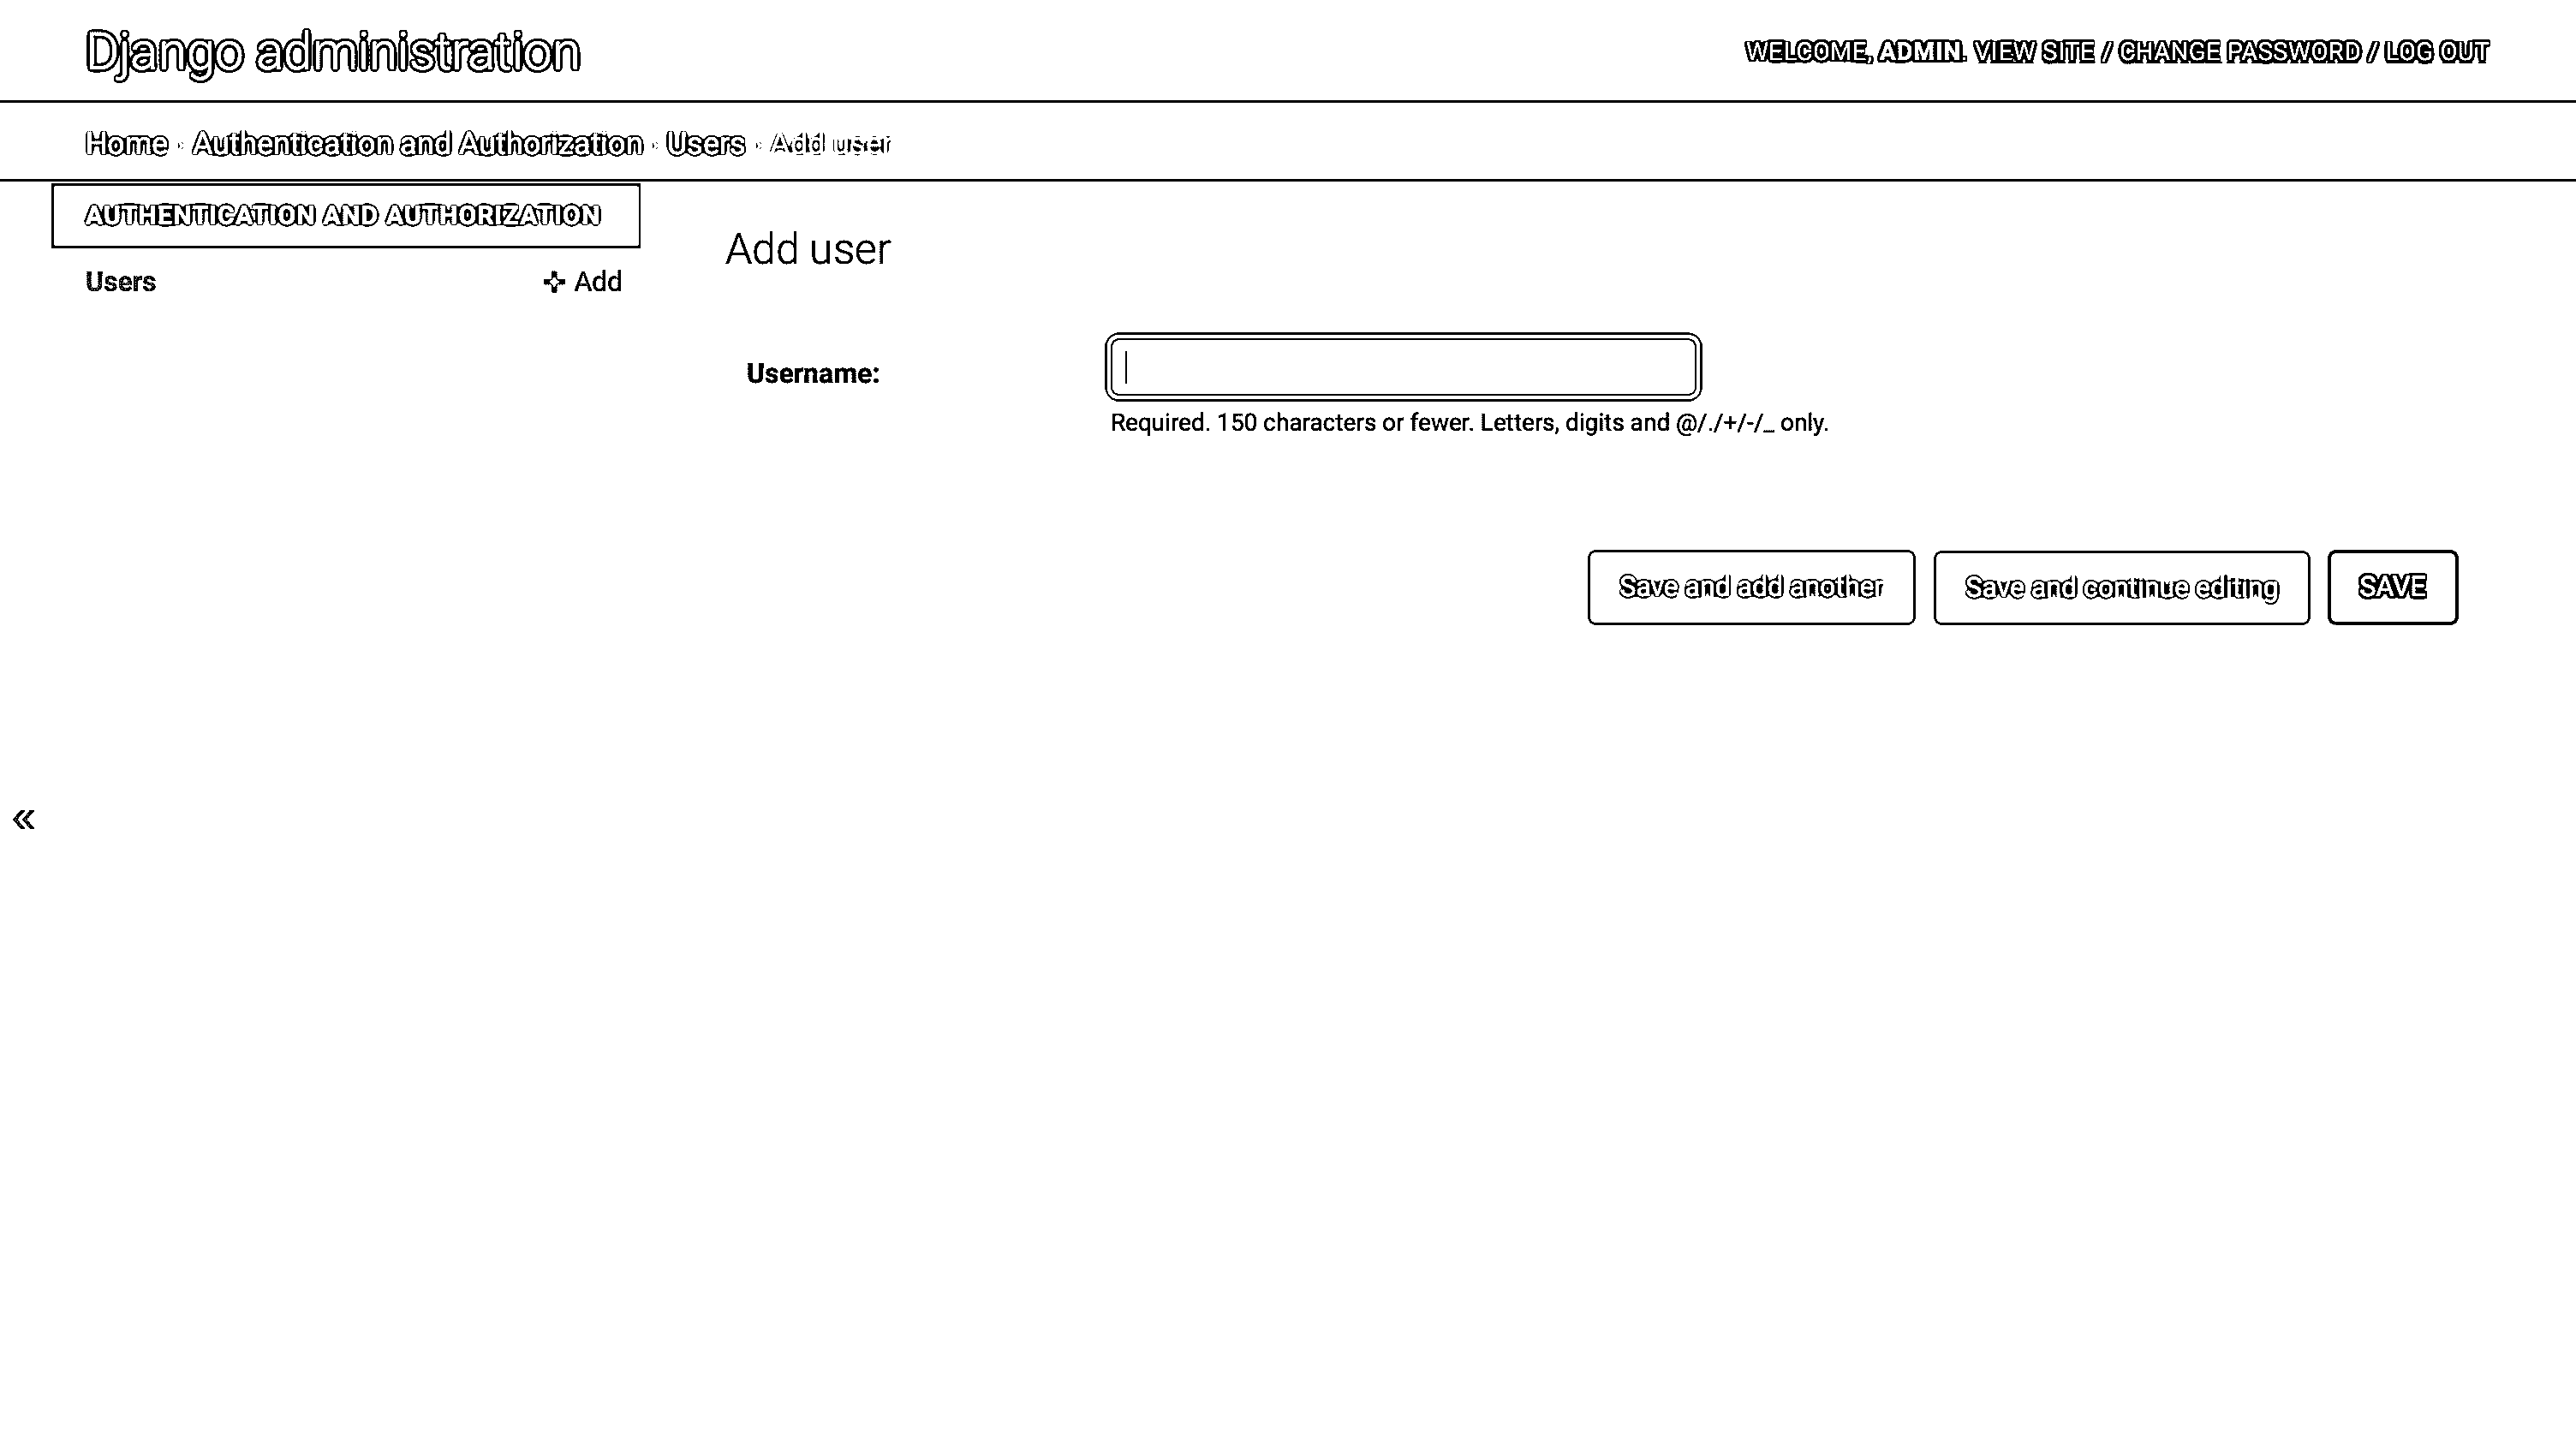 Django administration
WELCOME, ADMIN. VIEW SITE / CHANGE PASSWORD / LOG OUT
Home › Authentication and Authorization › Users › Add user
AUTHENTICATION AND AUTHORIZATION
Users Add
Add user
Username:
Required. 150 characters or fewer. Letters, digits and @/./+/-/_ only.
Save and add another
Save and continue editing
SAVE
«